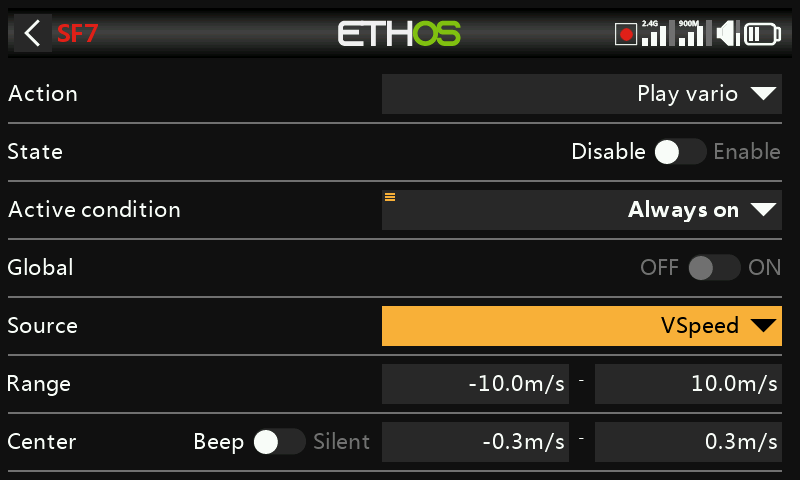 SF7 ETHOS 2.4G 900M
Action Play vario
State Disable Enable
Active condition Always on
Global OFF ON
Source VSpeed
Range -10.0m/s - 10.0m/s
Center Beep Silent -0.3m/s - 0.3m/s